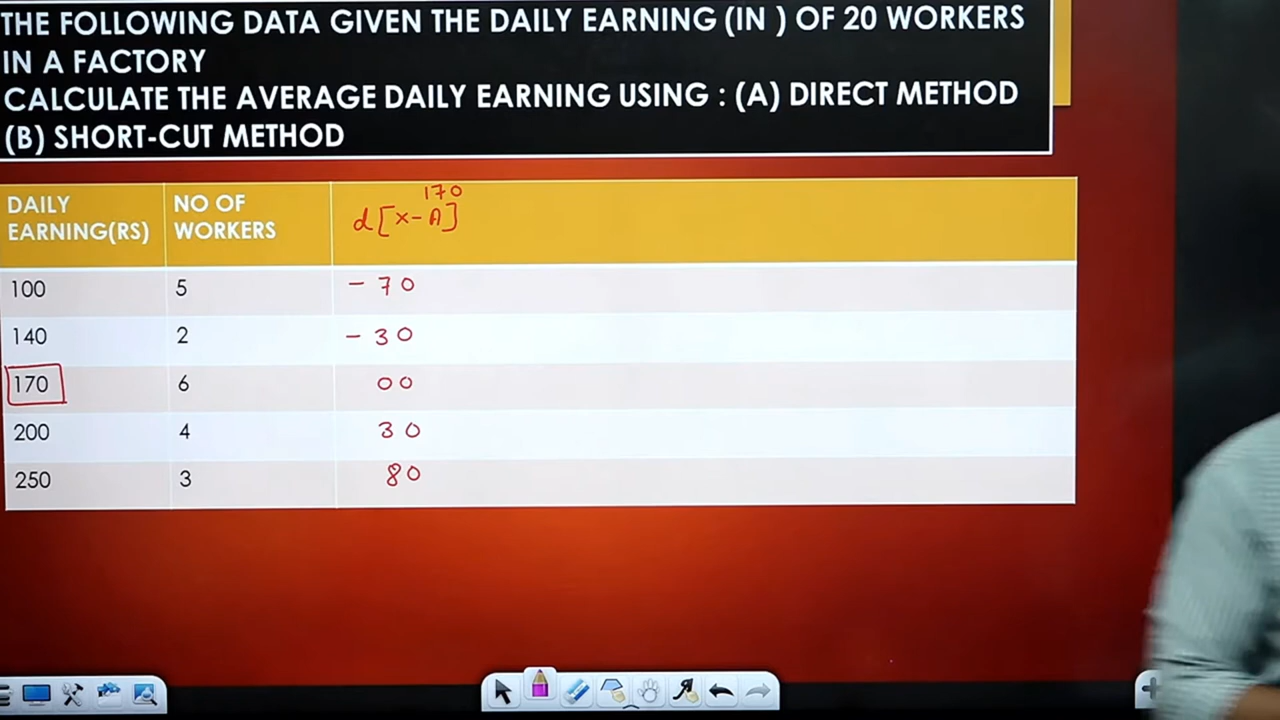 THE FOLLOWING DATA GIVEN THE DAILY EARNING (IN ) OF 20 WORKERS
IN A FACTORY
CALCULATE THE AVERAGE DAILY EARNING USING : (A) DIRECT METHOD
(B) SHORT-CUT METHOD
DAILY EARNING(RS) NO OF WORKERS 170 d[x-A]
100 5 -70
140 2 -30
170 6 00
200 4 30
250 3 80